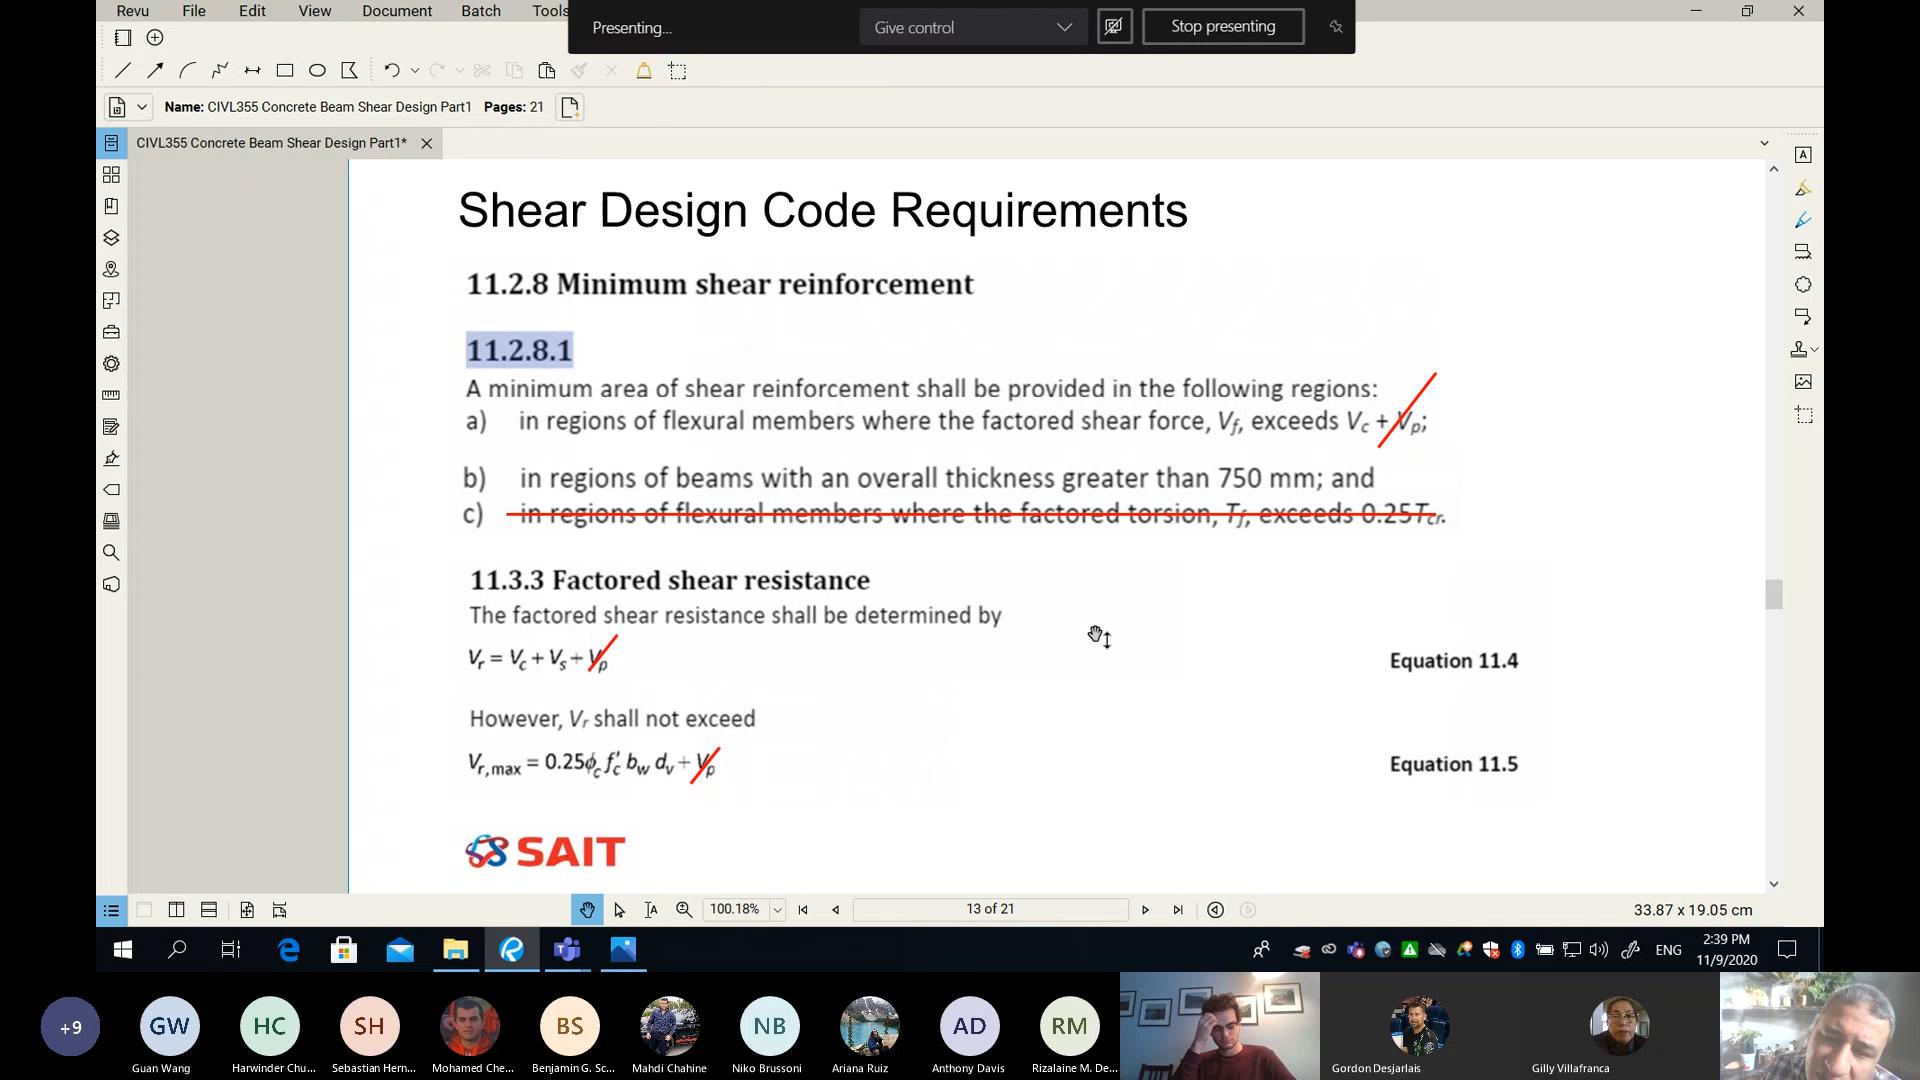 Revu File Edit View Document Batch Tools
Presenting... Give control Stop presenting
Name: CIVL355 Concrete Beam Shear Design Part1 Pages: 21
CIVL355 Concrete Beam Shear Design Part1*
Shear Design Code Requirements
11.2.8 Minimum shear reinforcement
11.2.8.1
A minimum area of shear reinforcement shall be provided in the following regions:
a) in regions of flexural members where the factored shear force, Vf, exceeds Vc + Vp;
b) in regions of beams with an overall thickness greater than 750 mm; and
c) in regions of flexural members where the factored torsion, Tf, exceeds 0.25Tcr.
11.3.3 Factored shear resistance
The factored shear resistance shall be determined by
Vr = Vc + Vs + Vp Equation 11.4
However, Vr shall not exceed
Vr,max = 0.25ϕc f'c bw dv + Vp Equation 11.5
SAIT
100.18% 13 of 21 33.87 x 19.05 cm
ENG 2:39 PM
11/9/2020
+9 GW HC SH BS NB AD RM
Guan Wang Harwinder Chu... Sebastian Hern... Mohamed Che... Benjamin G. Sc... Mahdi Chahine Niko Brussoni Ariana Ruiz Anthony Davis Rizalaine M. De... Gordon Desjarlais Gilly Villafranca